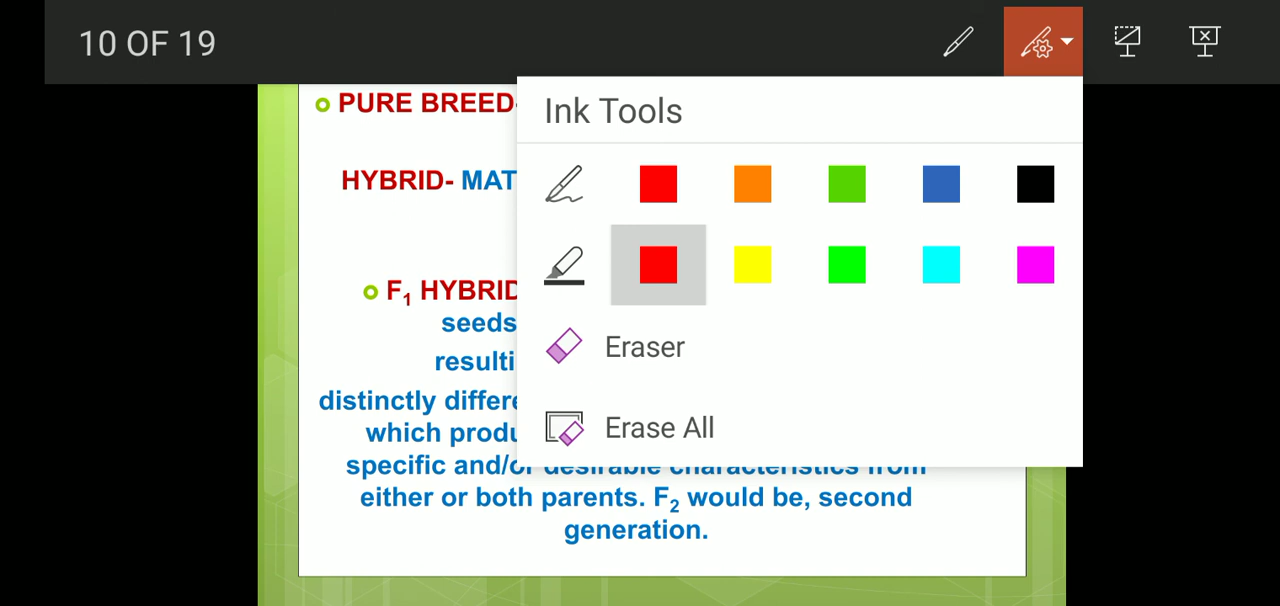 10 OF 19
PURE BREED-
Ink Tools
HYBRID- MAT
F₁ HYBRID
seeds
resulti
Eraser
distinctly differe
which produ
Erase All
specific and/or desirable characteristics from
either or both parents. F₂ would be, second
generation.